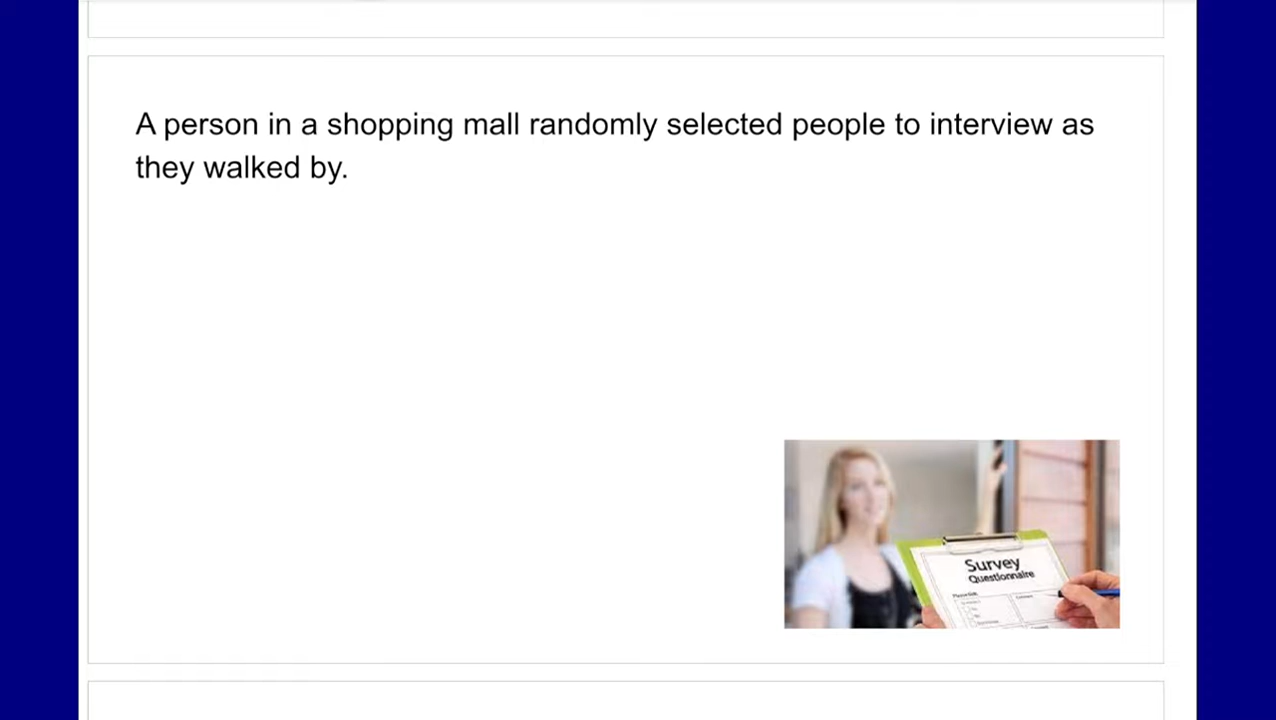 A person in a shopping mall randomly selected people to interview as
they walked by.
Survey
Questionnaire